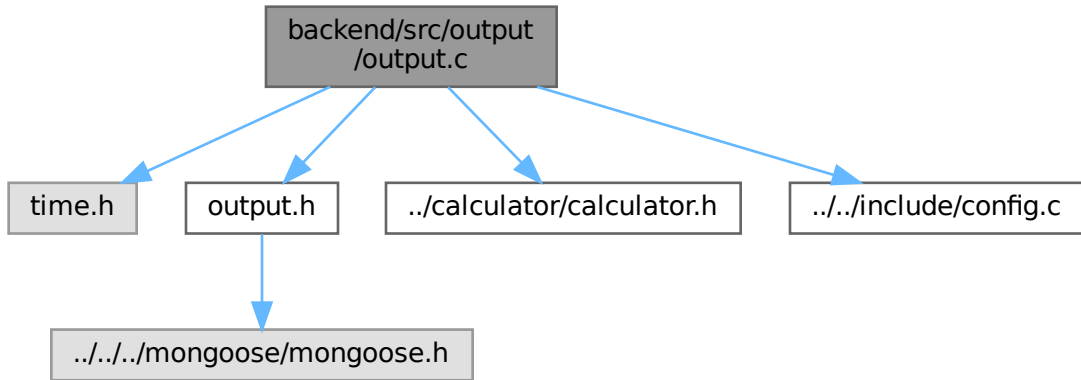 backend/src/output
/output.c
time.h
output.h
../calculator/calculator.h
../../include/config.c
../../../mongoose/mongoose.h